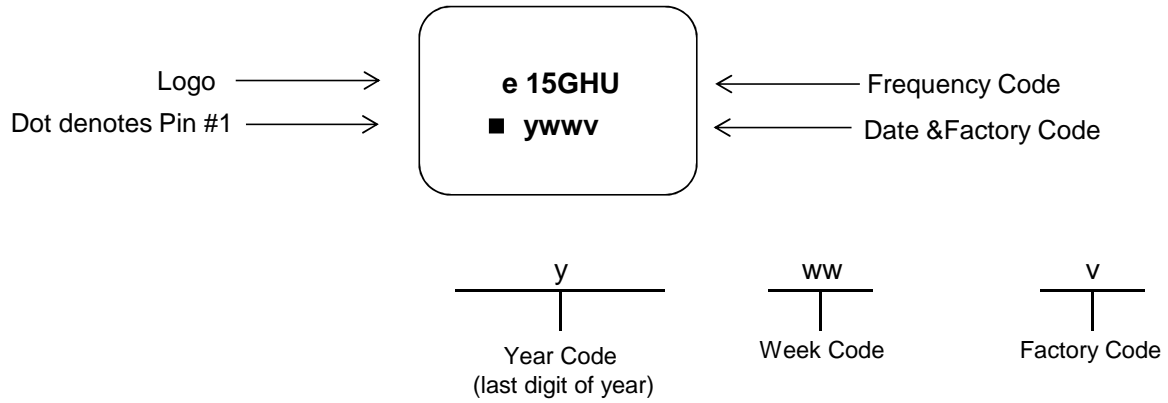 Logo
e 15GHU
Frequency Code
Dot denotes Pin #1
ywwv
Date &Factory Code
y
ww
v
Year Code
(last digit of year)
Week Code
Factory Code